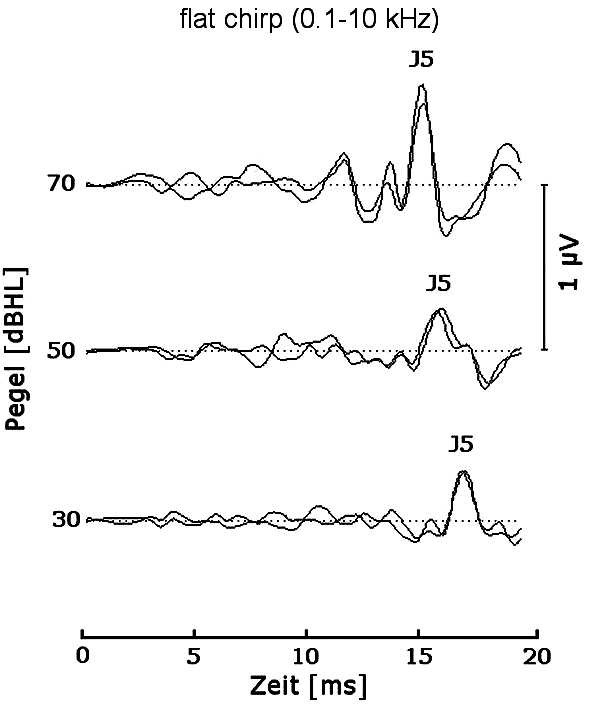 flat chirp (0.1-10 kHz)
J5
70
1 µV
J5
Pegel [dBHL]
50
J5
30
0 5 10 15 20
Zeit [ms]